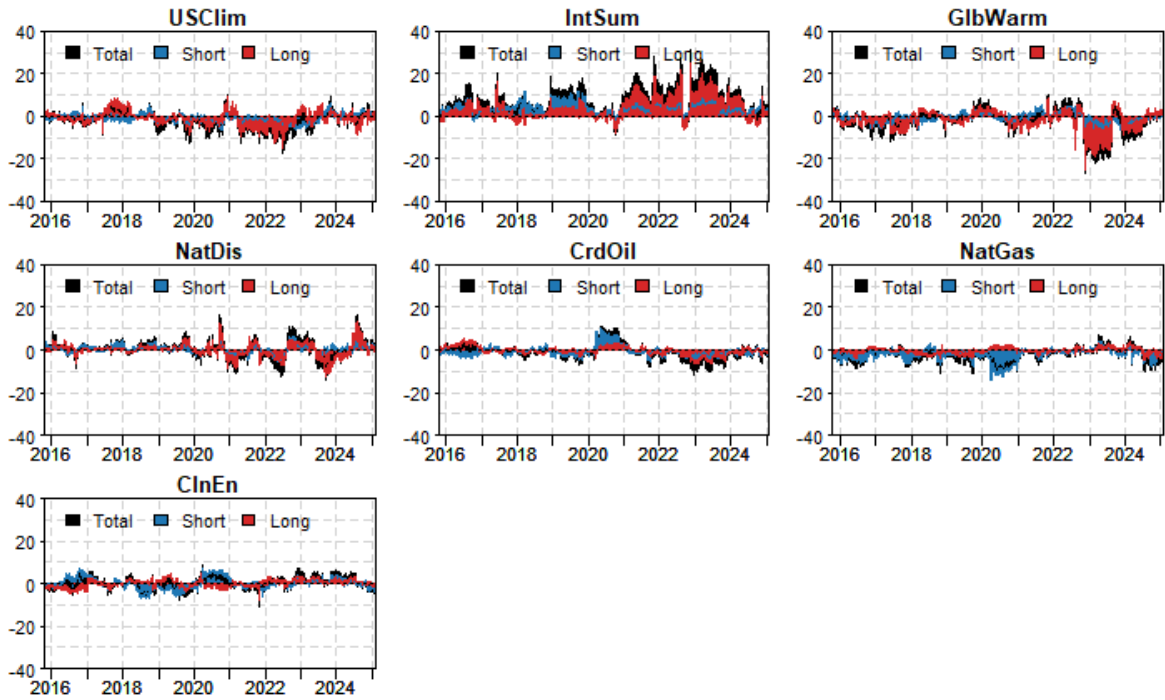 USClim IntSum GlbWarm
40 40 40
Total Short Long Total Short Long Total Short Long
20 20 20
0 0 0
-20 -20 -20
-40 -40 -40
2016 2018 2020 2022 2024 2016 2018 2020 2022 2024 2016 2018 2020 2022 2024
NatDis CrdOil NatGas
40 40 40
Total Short Long Total Short Long Total Short Long
20 20 20
0 0 0
-20 -20 -20
-40 -40 -40
2016 2018 2020 2022 2024 2016 2018 2020 2022 2024 2016 2018 2020 2022 2024
ClnEn
40
Total Short Long
20
0
-20
-40
2016 2018 2020 2022 2024